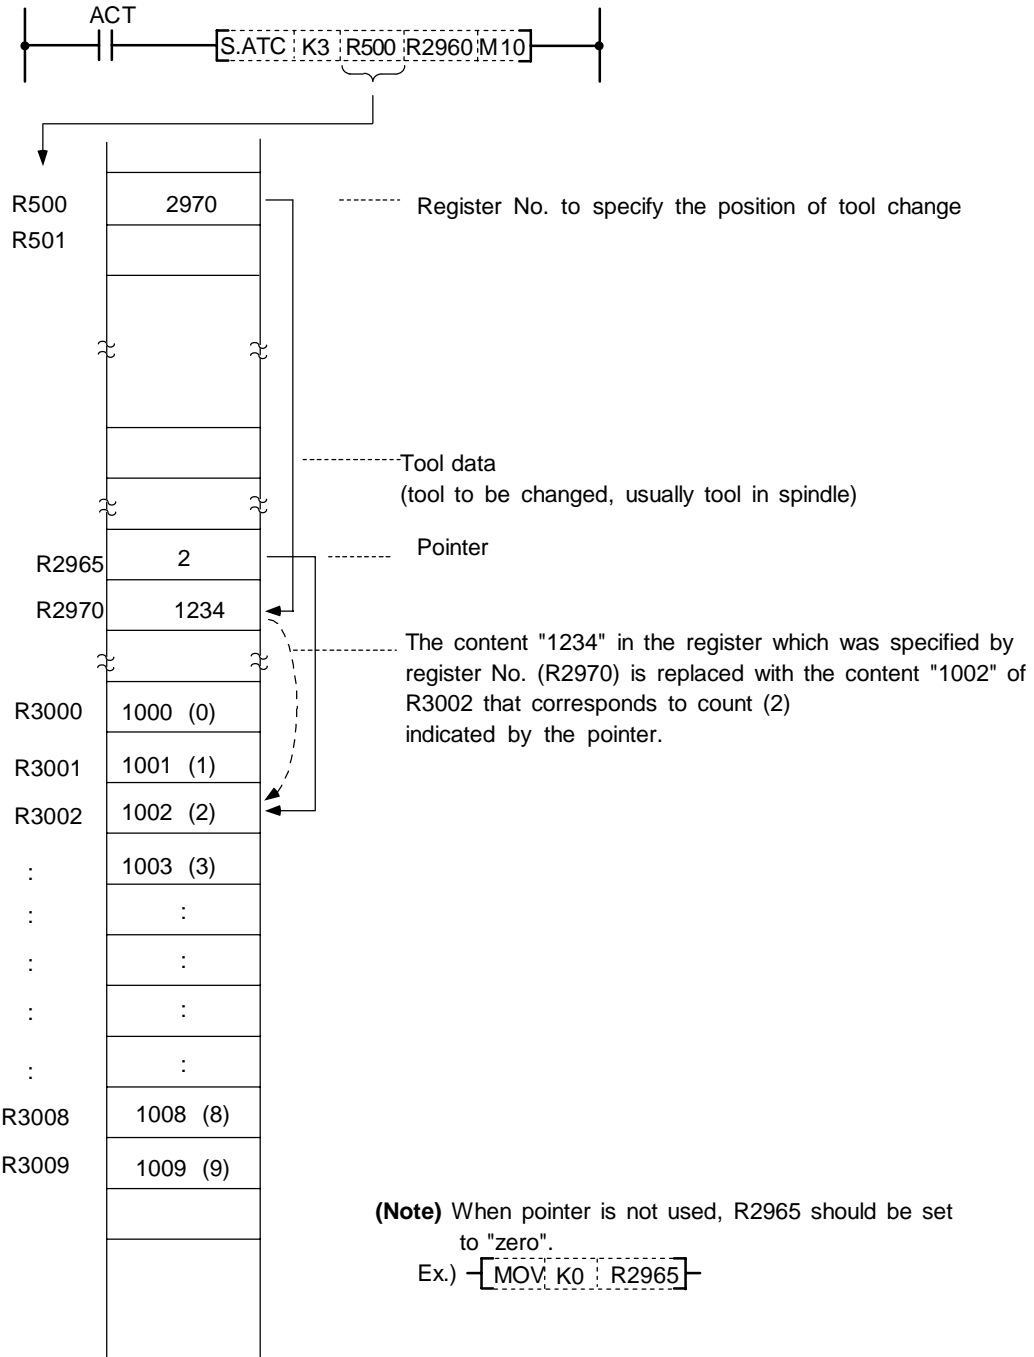 ACT
S.ATC K3 R500 R2960 M10
R500 2970 Register No. to specify the position of tool change
R501
Tool data
(tool to be changed, usually tool in spindle)
R2965 2 Pointer
R2970 1234
The content "1234" in the register which was specified by
register No. (R2970) is replaced with the content "1002" of
R3002 that corresponds to count (2)
indicated by the pointer.
R3000 1000 (0)
R3001 1001 (1)
R3002 1002 (2)
: 1003 (3)
: :
: :
: :
: :
R3008 1008 (8)
R3009 1009 (9)
(Note) When pointer is not used, R2965 should be set
to "zero".
Ex.) MOV K0 R2965